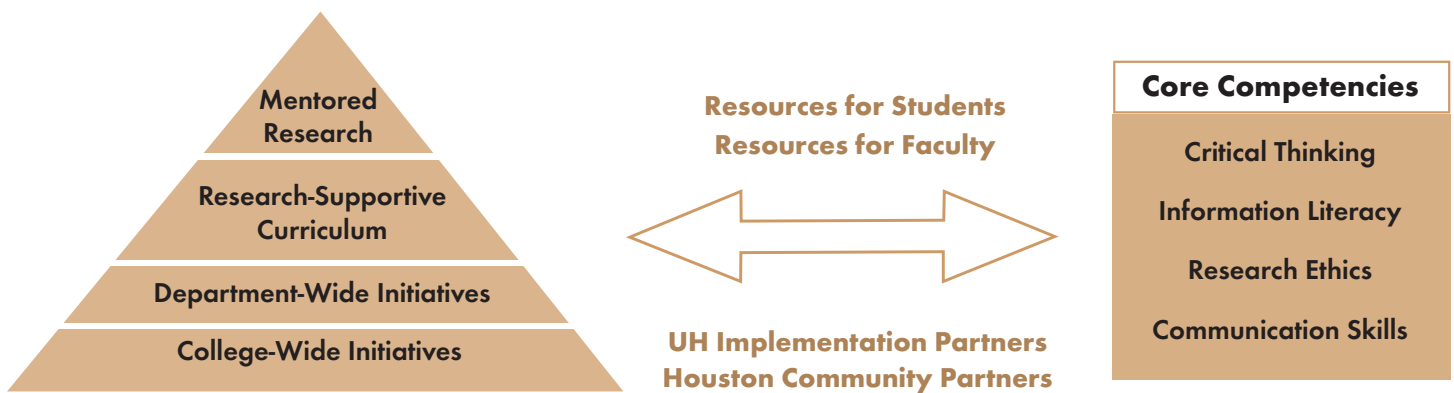 Mentored
Research
Research-Supportive
Curriculum
Department-Wide Initiatives
College-Wide Initiatives
Resources for Students
Resources for Faculty
UH Implementation Partners
Houston Community Partners
Core Competencies
Critical Thinking
Information Literacy
Research Ethics
Communication Skills